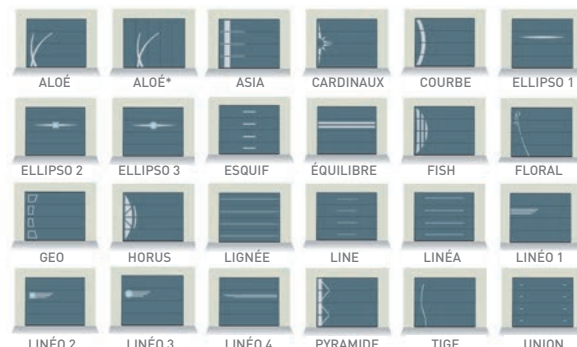 ALOÉ ALOÉ* ASIA CARDINAUX COURBE ELLIPSO 1
ELLIPSO 2 ELLIPSO 3 ESQUIF ÉQUILIBRE FISH FLORAL
GEO HORUS LIGNÉE LINE LINÉA LINÉO 1
LINÉO 2 LINÉO 3 LINÉO 4 PYRAMIDE TIGE UNION